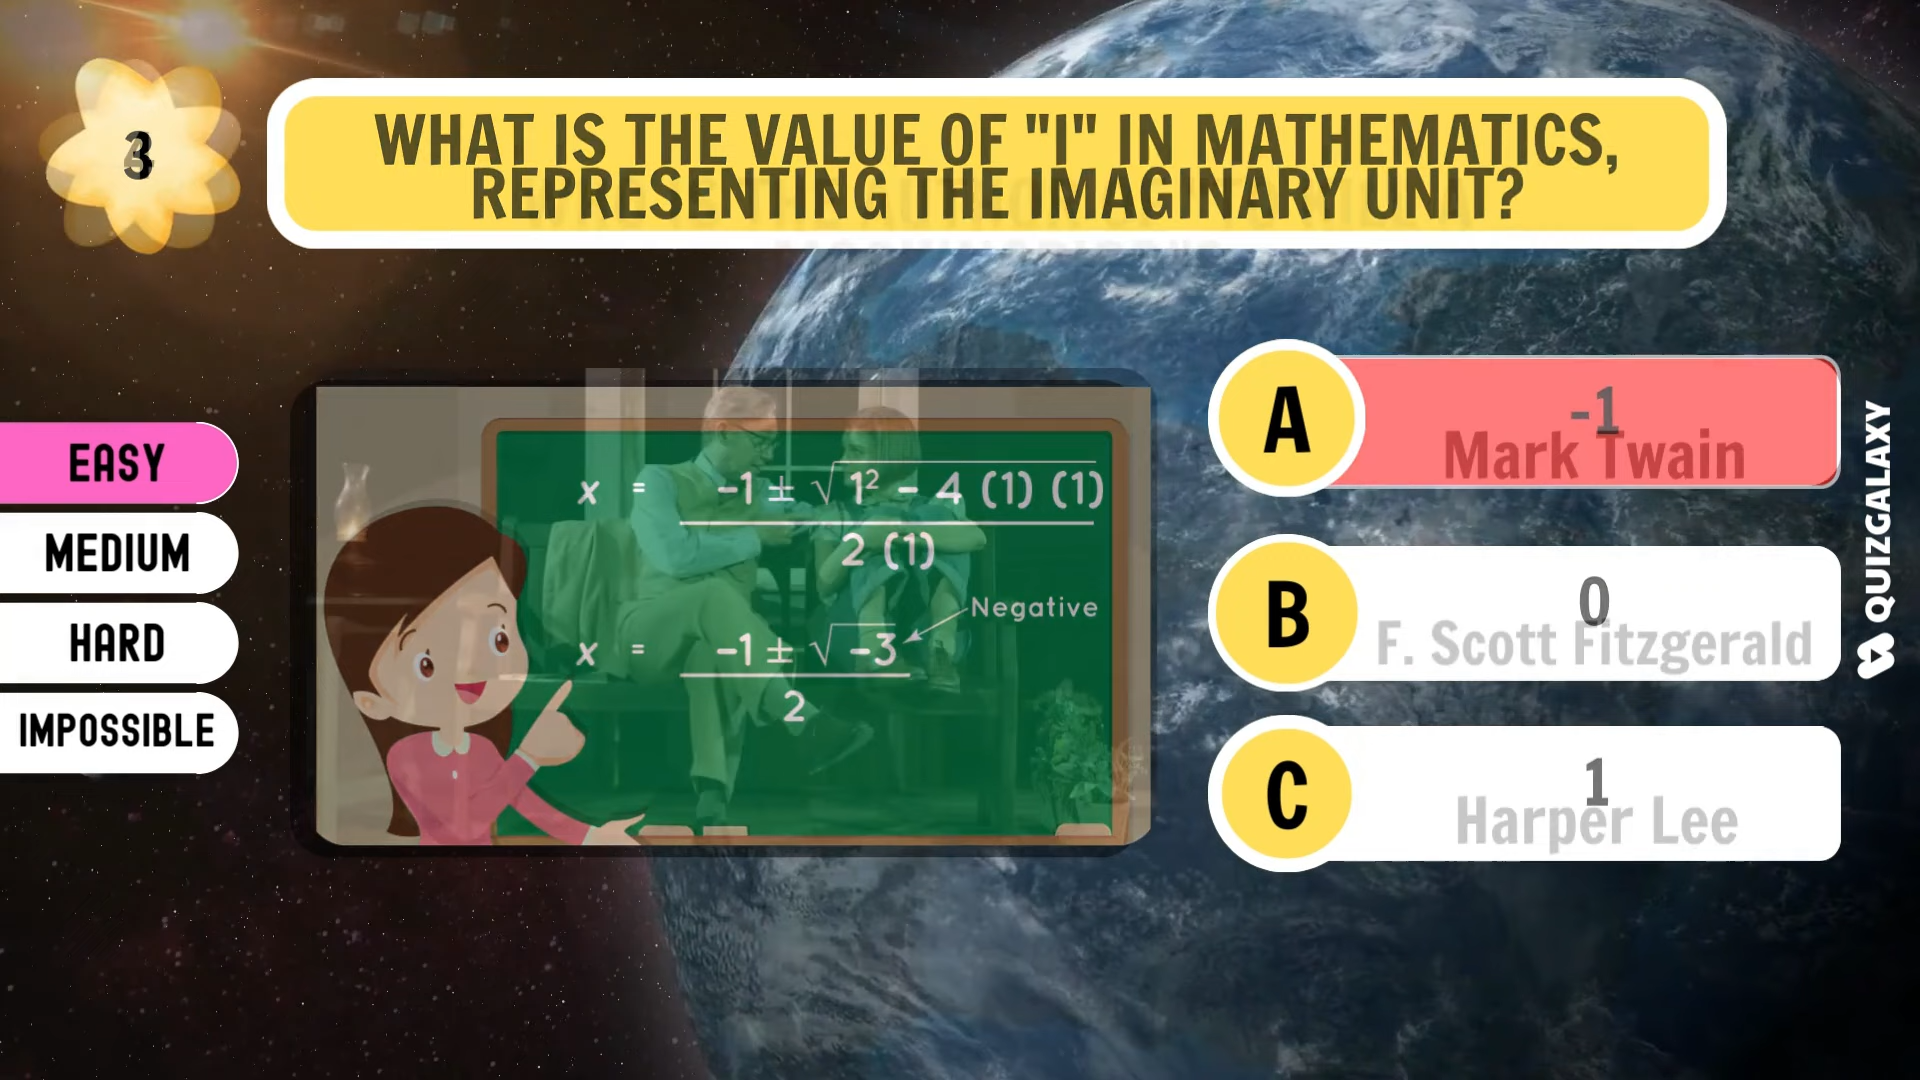 3
WHAT IS THE VALUE OF "I" IN MATHEMATICS,
REPRESENTING THE IMAGINARY UNIT?
EASY
MEDIUM
HARD
IMPOSSIBLE
x = -1 ± √ 1² - 4 (1) (1)
2 (1)
Negative
x = -1 ± √ -3
2
A
-1
Mark Twain
B
0
F. Scott Fitzgerald
C
1
Harper Lee
QUIZGALAXY